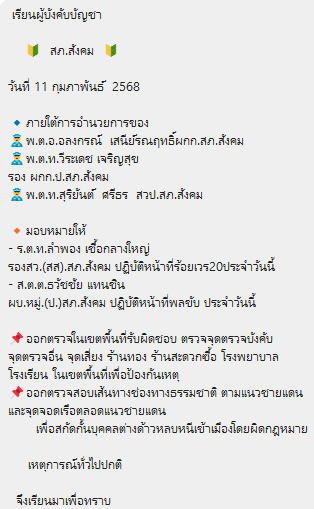 เรียนผู้บังคับบัญชา
🔰 สภ.สังคม 🔰
วันที่ 11 กุมภาพันธ์ 2568
🔹ภายใต้การอำนวยการของ
👮พ.ต.อ.อลงกรณ์ เสนีย์รณฤทธิ์ผกก.สภ.สังคม
👮พ.ต.ท.วีระเดช เจริญสุข
รอง ผกก.ป.สภ.สังคม
👮พ.ต.ท.สุริยันต์ ศรีธร สวป.สภ.สังคม
🔸มอบหมายให้
- ร.ต.ท.ลำพอง เชื้อกลางใหญ่
รองสว.(สส).สภ.สังคม ปฏิบัติหน้าที่ร้อยเวร20ประจำวันนี้
- ส.ต.ต.ธวัชชัย แทนซิน
ผบ.หมู่.(ป.)สภ.สังคม ปฏิบัติหน้าที่พลขับ ประจำวันนี้
📌ออกตรวจในเขตพื้นที่รับผิดชอบ ตรวจจุดตรวจบังคับ
จุดตรวจอื่น จุดเสี่ยง ร้านทอง ร้านสะดวกซื้อ โรงพยาบาล
โรงเรียน ในเขตพื้นที่เพื่อป้องกันเหตุ
📌ออกตรวจสอบเส้นทางช่องทางธรรมชาติ ตามแนวชายแดน
และจุดจอดเรือตลอดแนวชายแดน
เพื่อสกัดกั้นบุคคลต่างด้าวหลบหนีเข้าเมืองโดยผิดกฎหมาย
เหตุการณ์ทั่วไปปกติ
จึงเรียนมาเพื่อทราบ